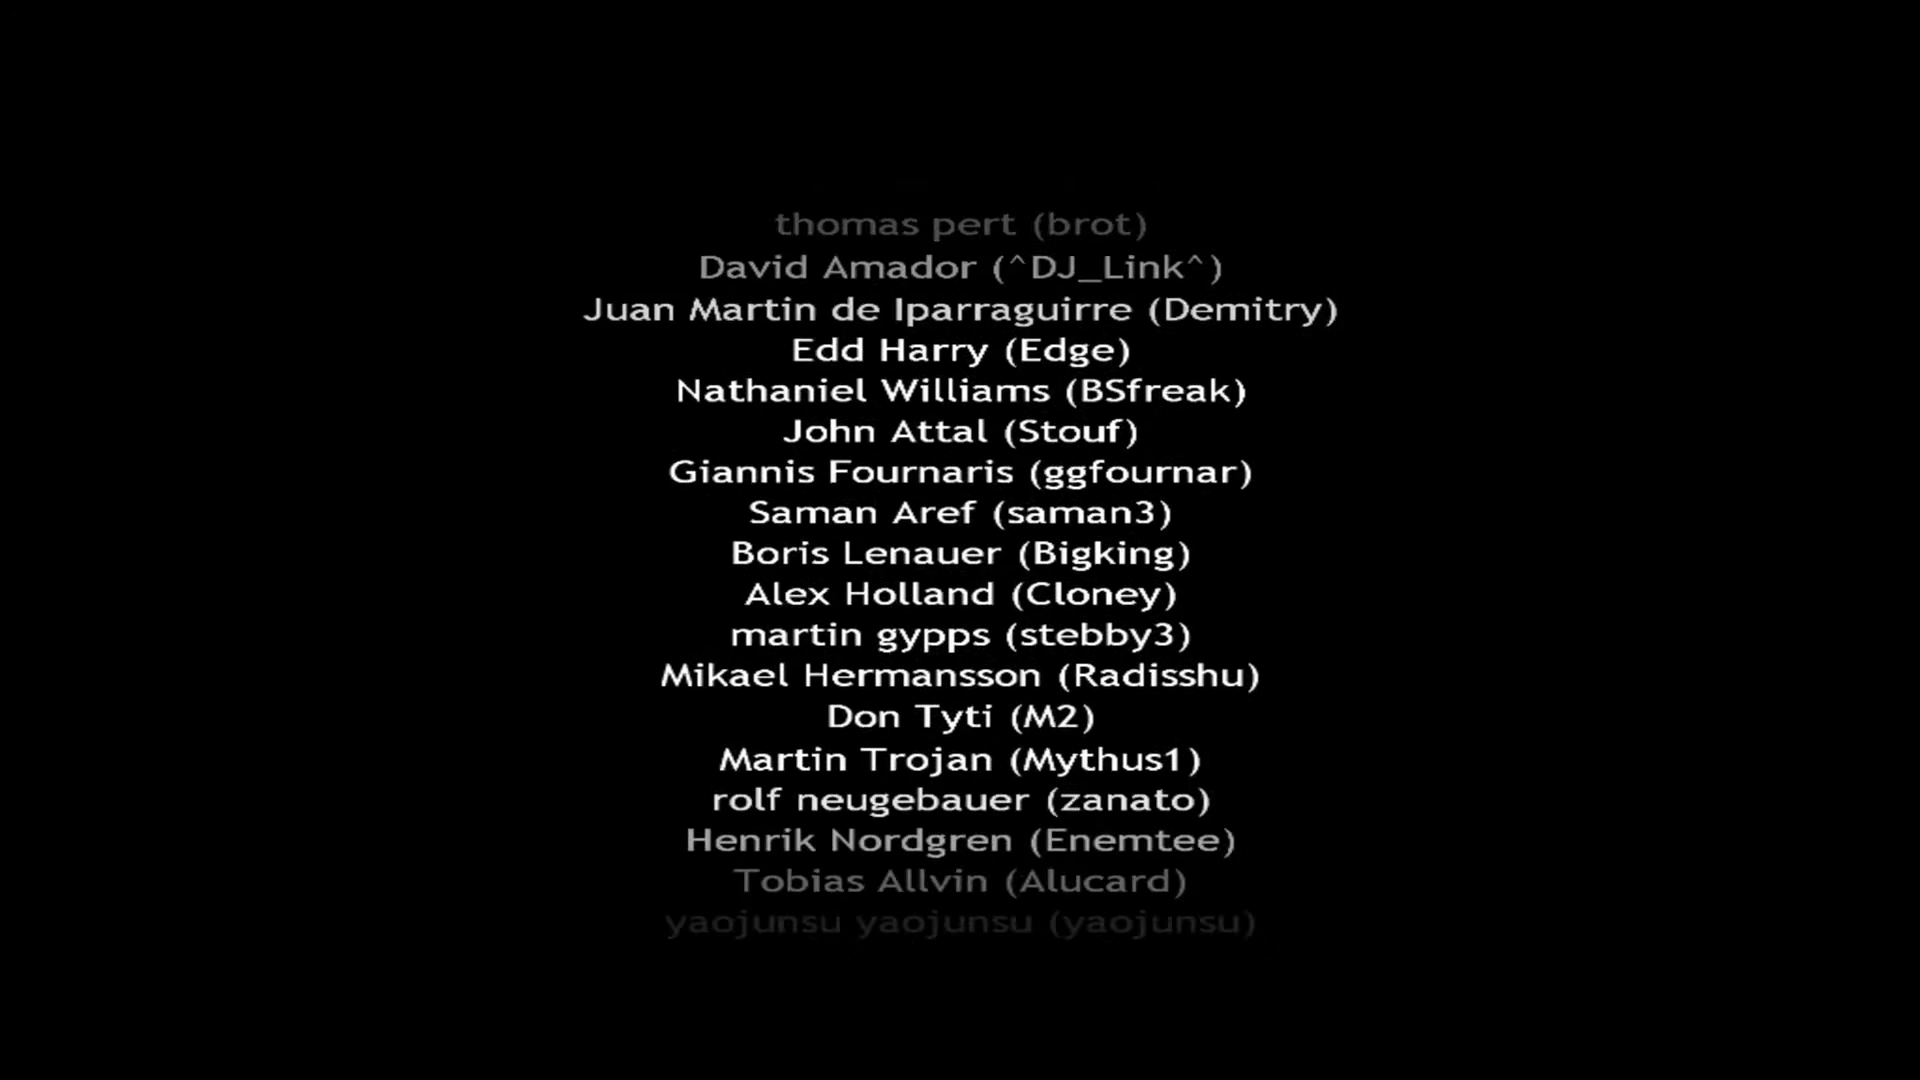 thomas pert (brot)
David Amador (^DJ_Link^)
Juan Martin de Iparraguirre (Demitry)
Edd Harry (Edge)
Nathaniel Williams (BSfreak)
John Attal (Stouf)
Giannis Fournaris (ggfournar)
Saman Aref (saman3)
Boris Lenauer (Bigking)
Alex Holland (Cloney)
martin gypps (stebby3)
Mikael Hermansson (Radisshu)
Don Tyti (M2)
Martin Trojan (Mythus1)
rolf neugebauer (zanato)
Henrik Nordgren (Enemtee)
Tobias Allvin (Alucard)
yaojunsu yaojunsu (yaojunsu)